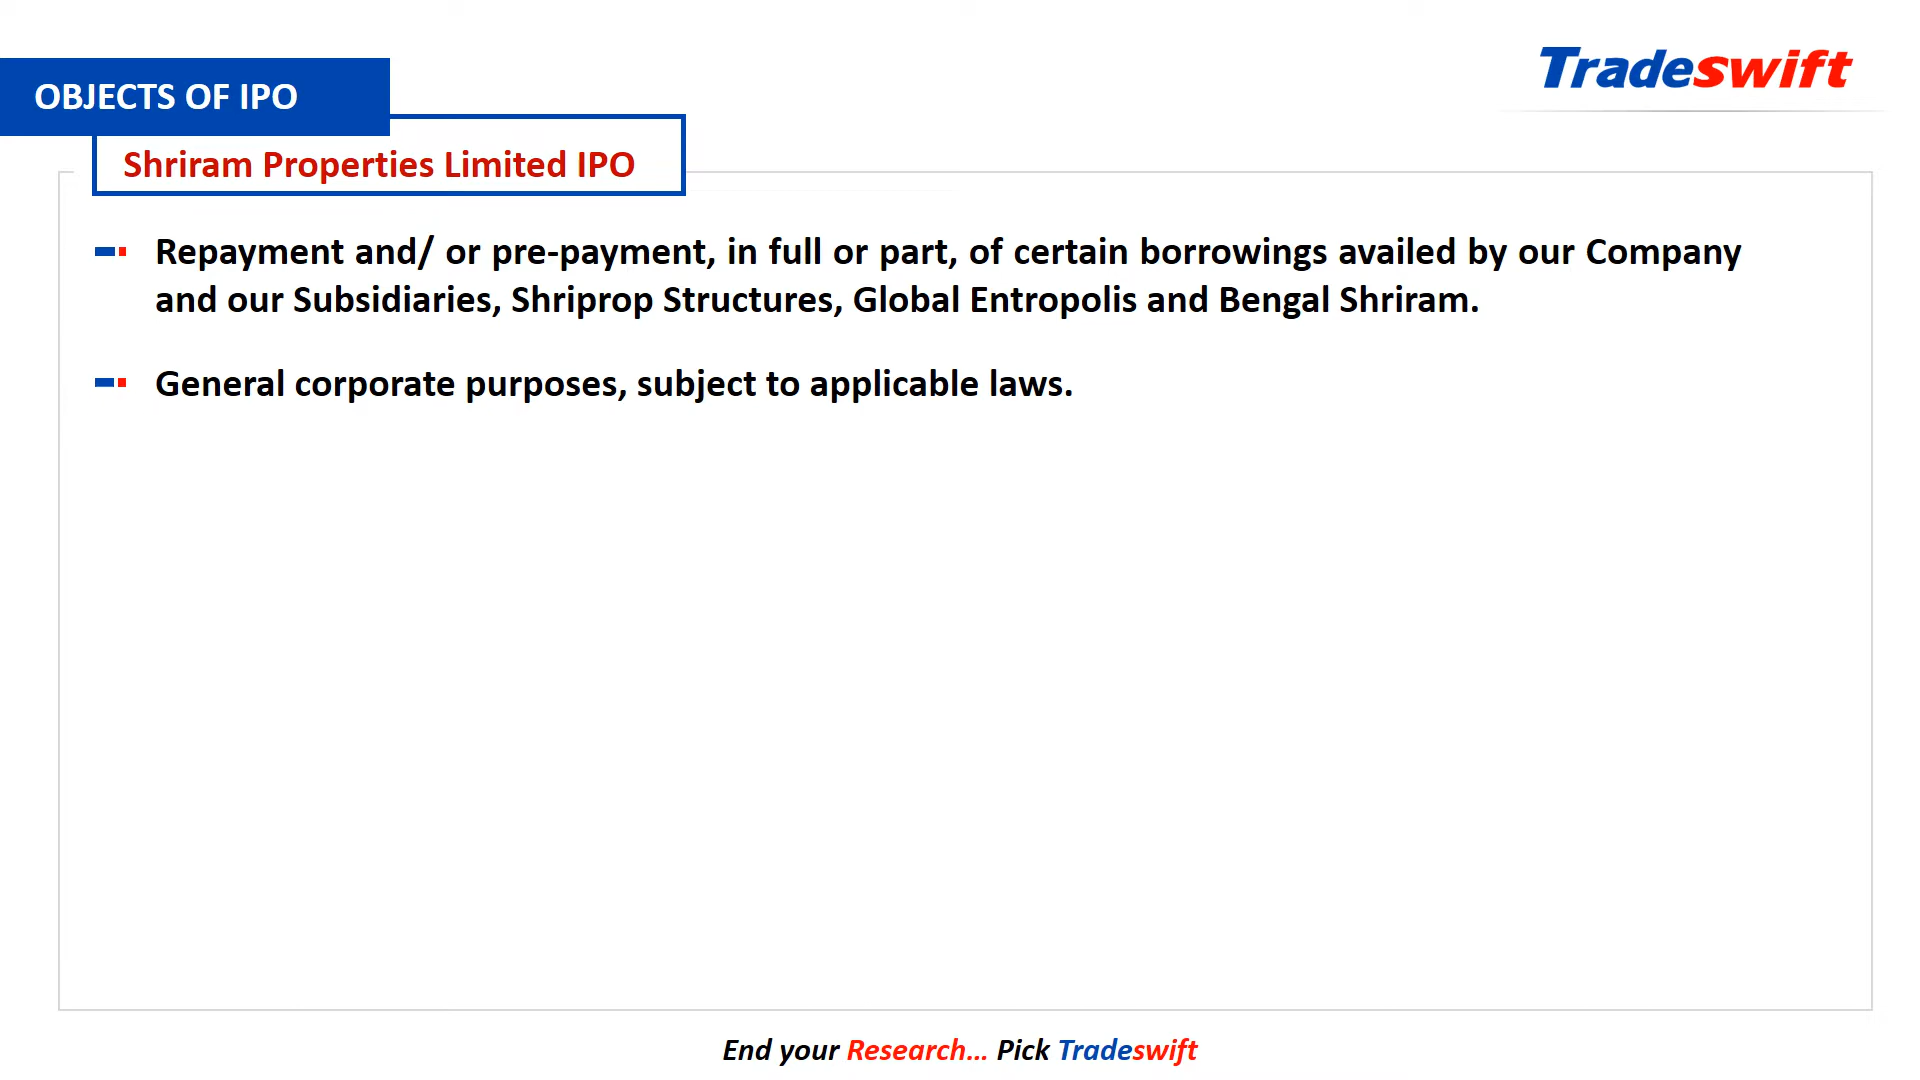 OBJECTS OF IPO
Tradeswift
Shriram Properties Limited IPO
Repayment and/ or pre-payment, in full or part, of certain borrowings availed by our Company
and our Subsidiaries, Shriprop Structures, Global Entropolis and Bengal Shriram.
General corporate purposes, subject to applicable laws.
End your Research... Pick Tradeswift